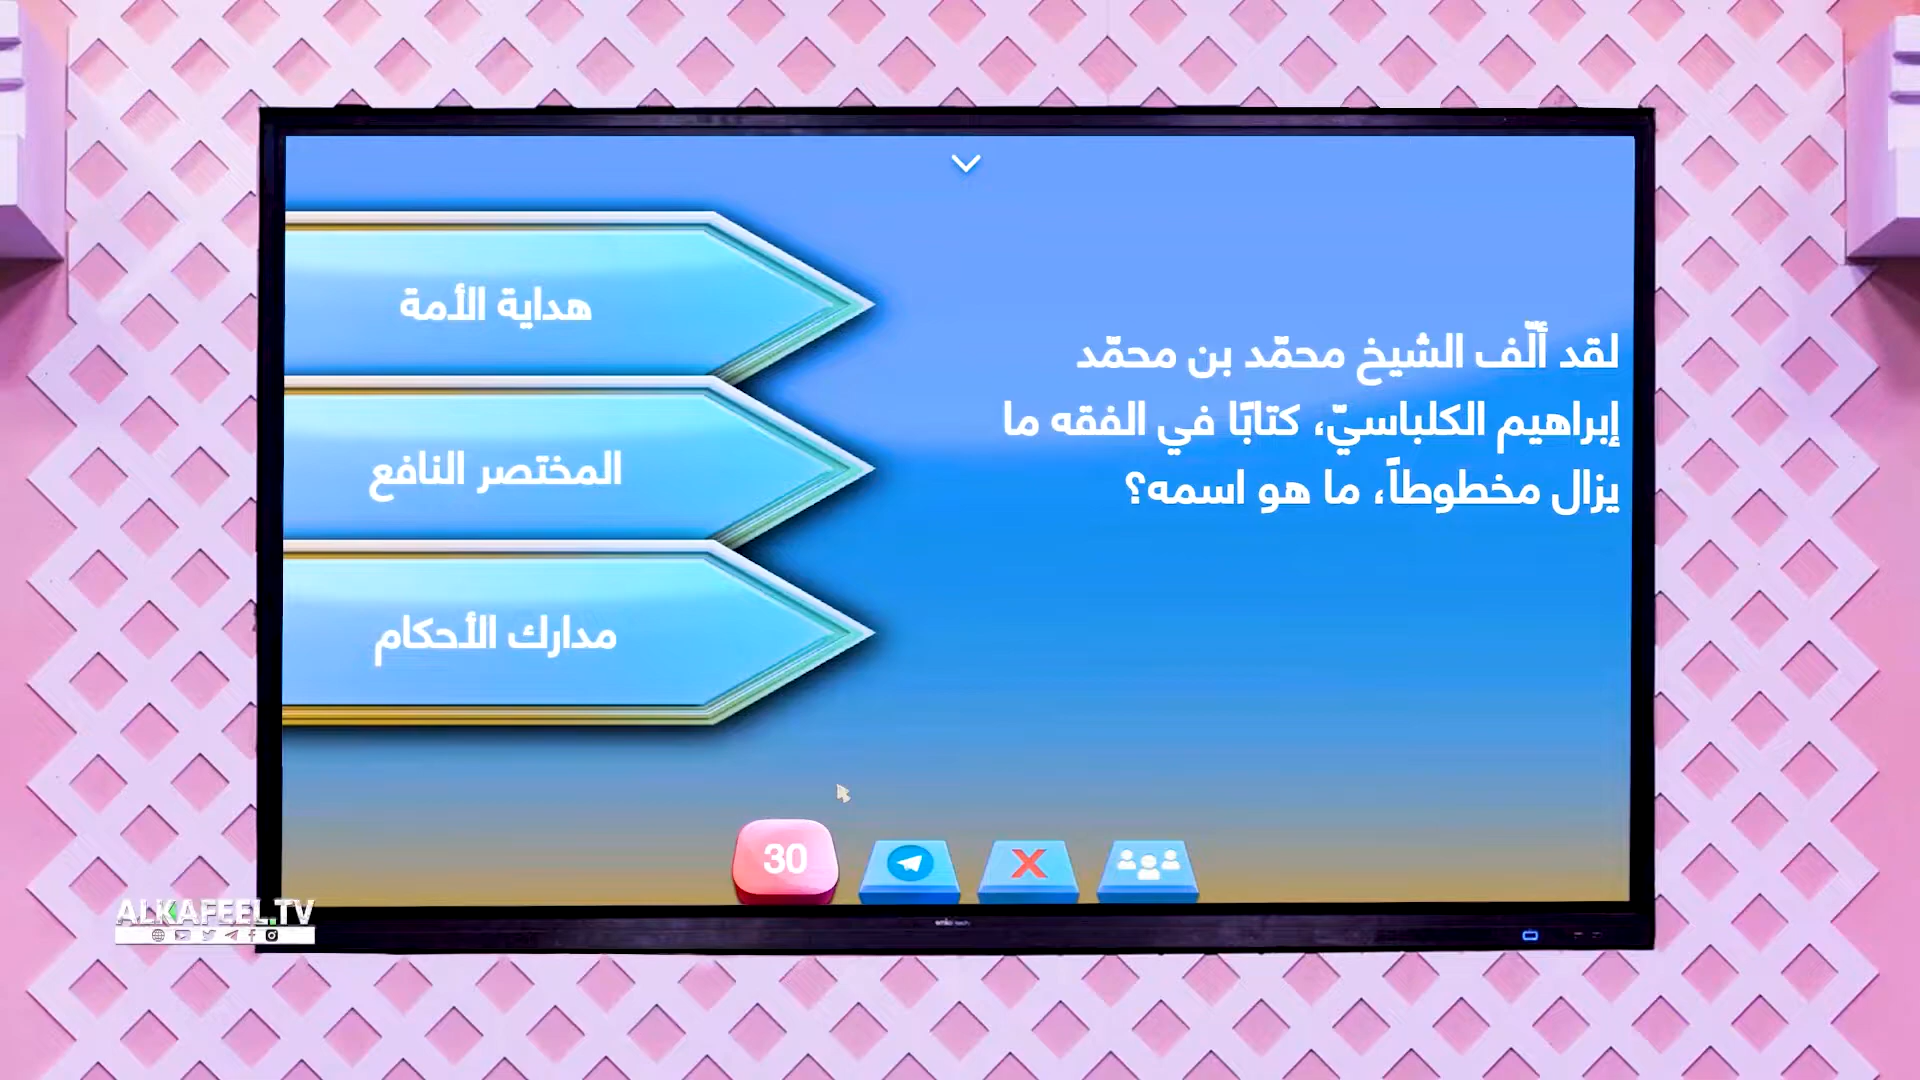 لقد ألّف الشيخ محمّد بن محمّد
إبراهيم الكلباسيّ، كتابًا في الفقه ما
يزال مخطوطاً، ما هو اسمه؟
هداية الأمة
المختصر النافع
مدارك الأحكام
30
ALKAFEEL.TV